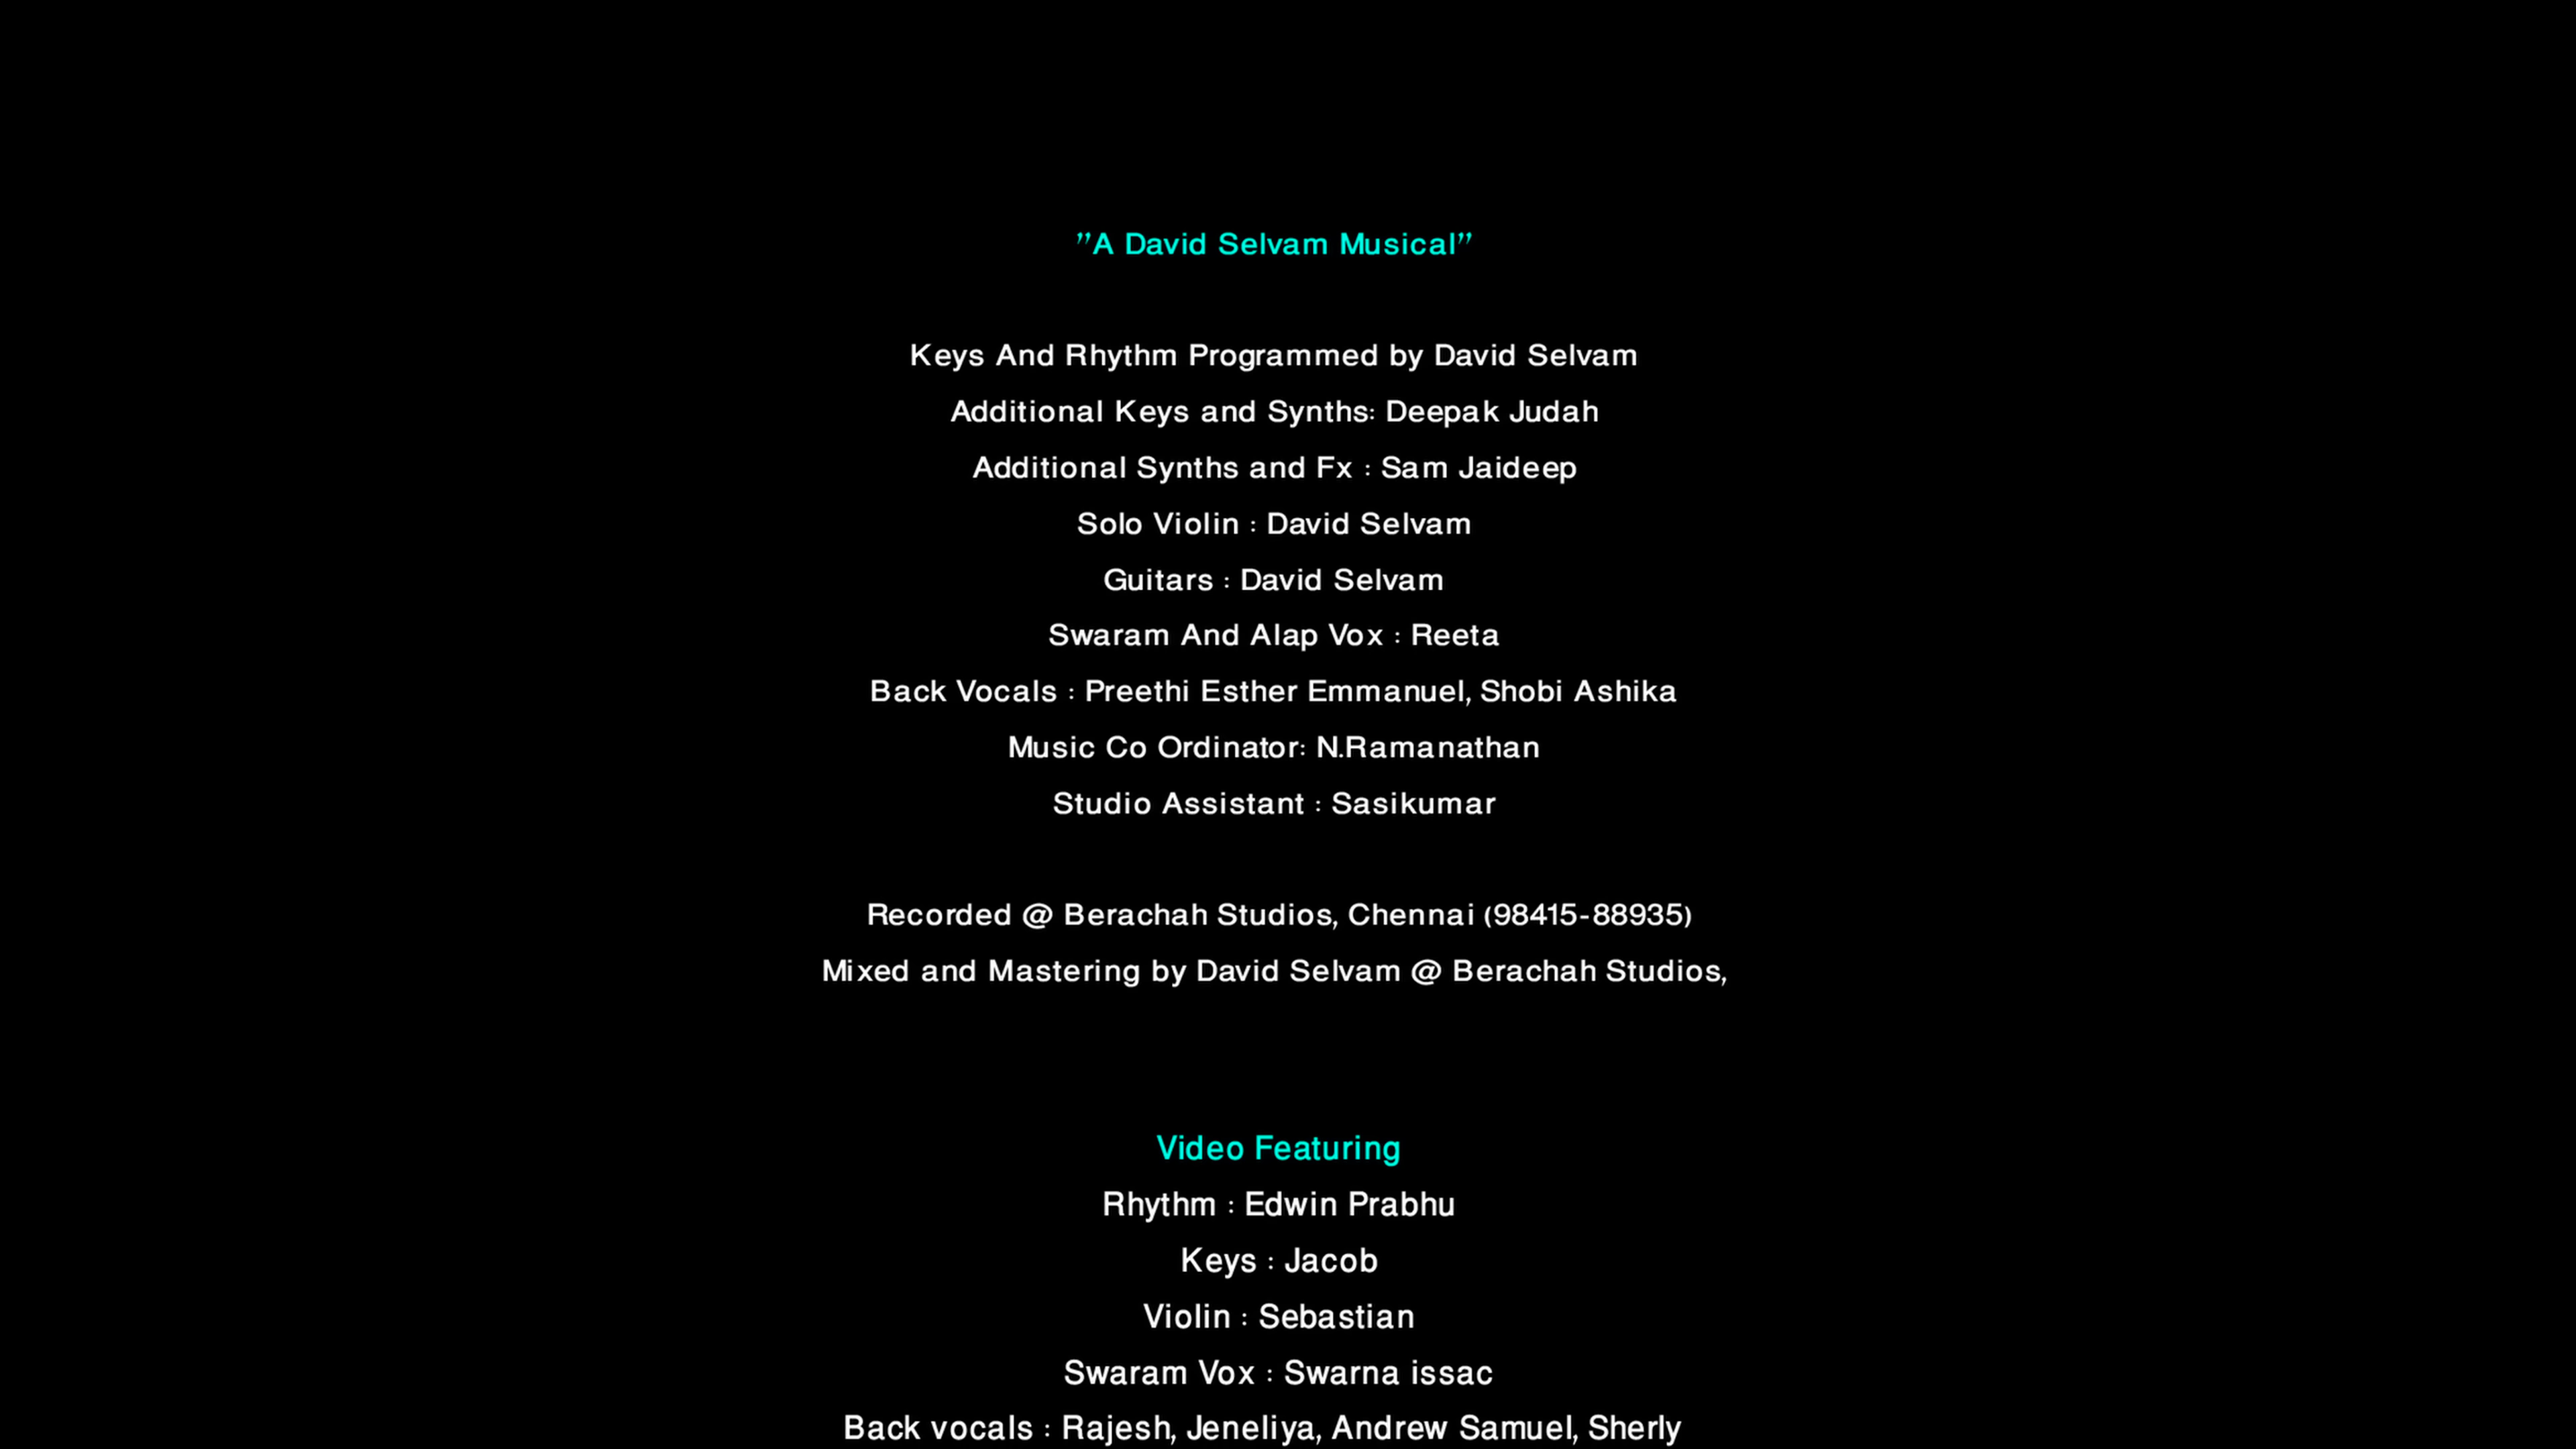 "A David Selvam Musical"
Keys And Rhythm Programmed by David Selvam
Additional Keys and Synths: Deepak Judah
Additional Synths and Fx : Sam Jaideep
Solo Violin : David Selvam
Guitars : David Selvam
Swaram And Alap Vox : Reeta
Back Vocals : Preethi Esther Emmanuel, Shobi Ashika
Music Co Ordinator: N.Ramanathan
Studio Assistant : Sasikumar
Recorded @ Berachah Studios, Chennai (98415-88935)
Mixed and Mastering by David Selvam @ Berachah Studios,
Video Featuring
Rhythm : Edwin Prabhu
Keys : Jacob
Violin : Sebastian
Swaram Vox : Swarna issac
Back vocals : Rajesh, Jeneliya, Andrew Samuel, Sherly